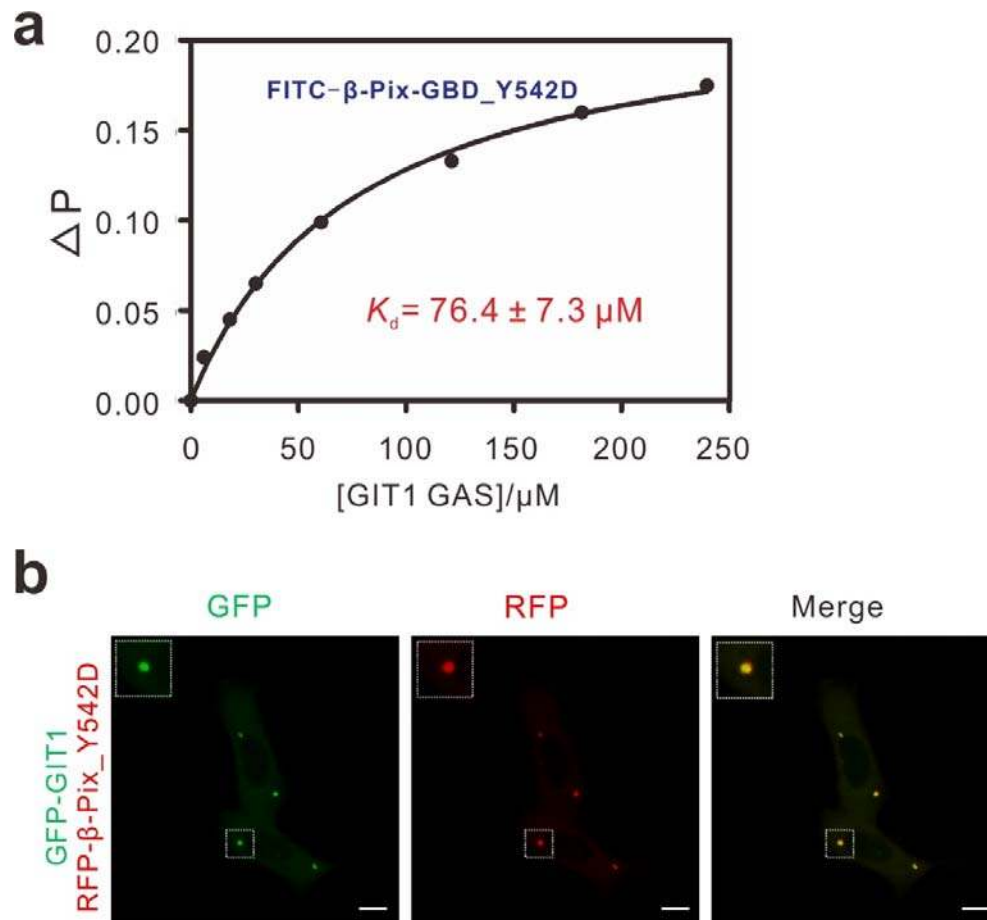 a
0.20
0.15
0.10
0.05
0.00
△P
FITC−β-Pix-GBD_Y542D
Kd = 76.4 ± 7.3 μM
0 50 100 150 200 250
[GIT1 GAS]/μM
b
GFP RFP Merge
GFP-GIT1
RFP-β-Pix_Y542D